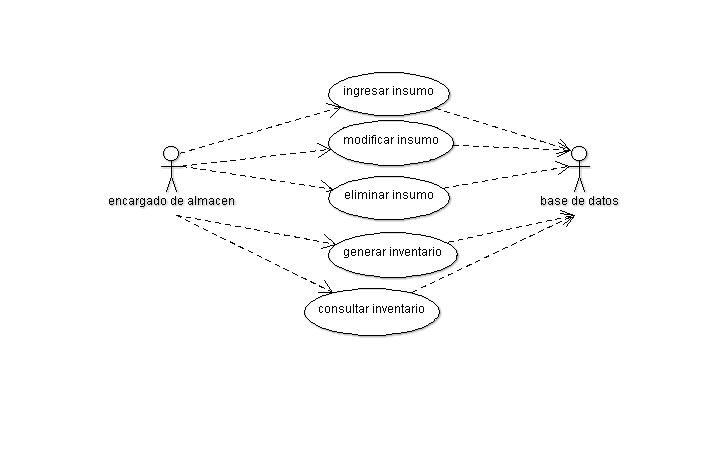 ingresar insumo
modificar insumo
encargado de almacen
eliminar insumo
base de datos
generar inventario
consultar inventario